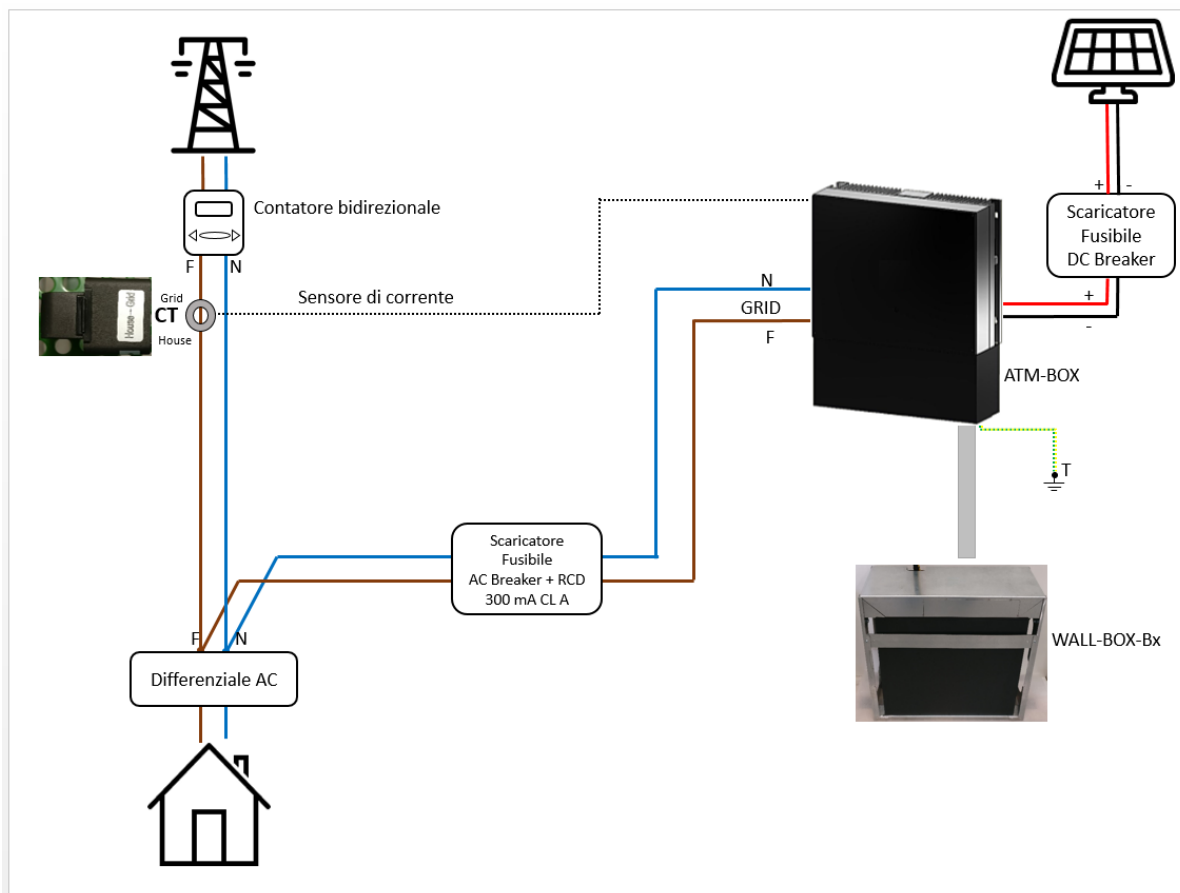 Contatore bidirezionale
F
N
Grid
CT
House
House - Grid
Sensore di corrente
N
GRID
F
ATM-BOX
+
-
Scaricatore
Fusibile
DC Breaker
+
-
T
Scaricatore
Fusibile
AC Breaker + RCD
300 mA CL A
F
N
Differenziale AC
WALL-BOX-Bx